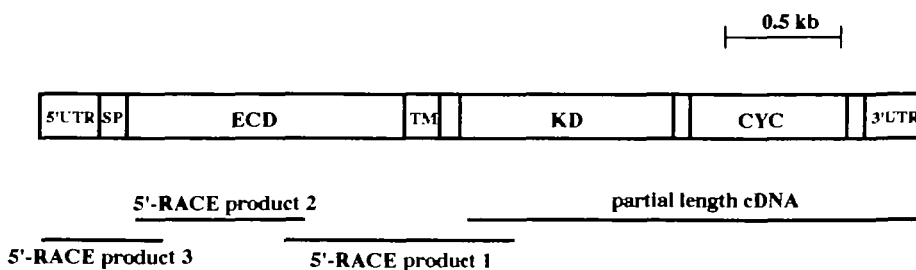 0.5 kb
5'UTR SP ECD TM KD CYC 3'UTR
5'-RACE product 2 partial length cDNA
5'-RACE product 3 5'-RACE product 1